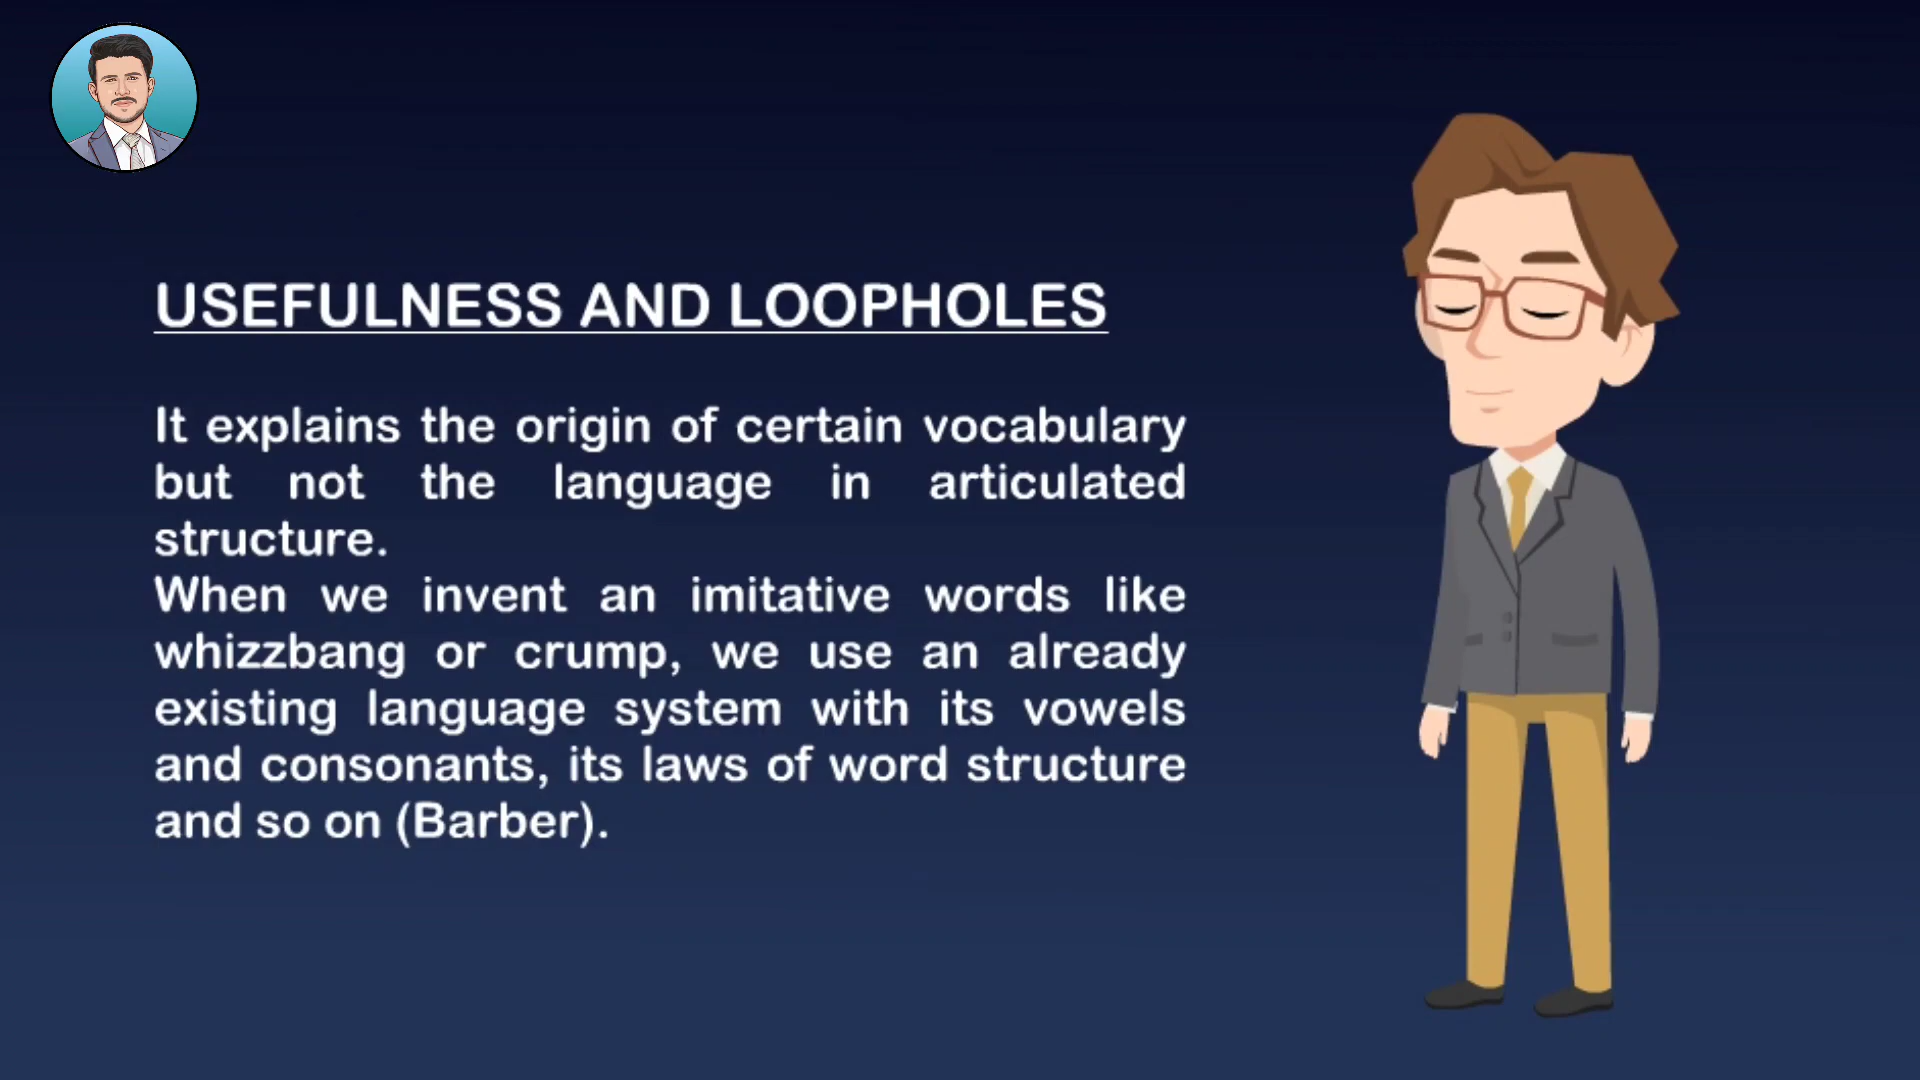 USEFULNESS AND LOOPHOLES
It explains the origin of certain vocabulary
but not the language in articulated
structure.
When we invent an imitative words like
whizzbang or crump, we use an already
existing language system with its vowels
and consonants, its laws of word structure
and so on (Barber).